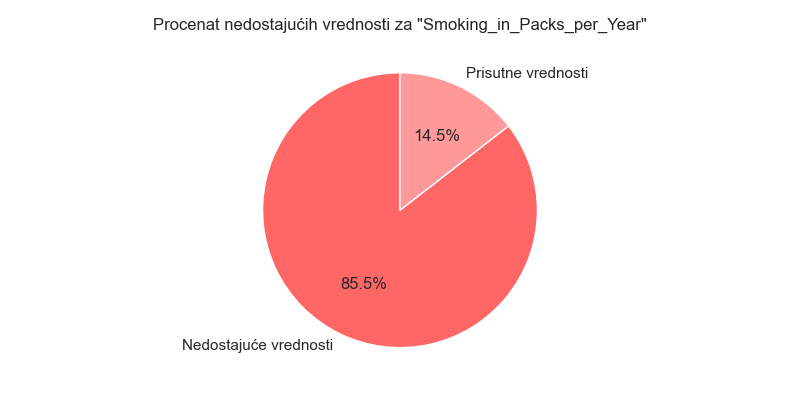 Procenat nedostajućih vrednosti za "Smoking_in_Packs_per_Year"
Prisutne vrednosti
14.5%
85.5%
Nedostajuće vrednosti